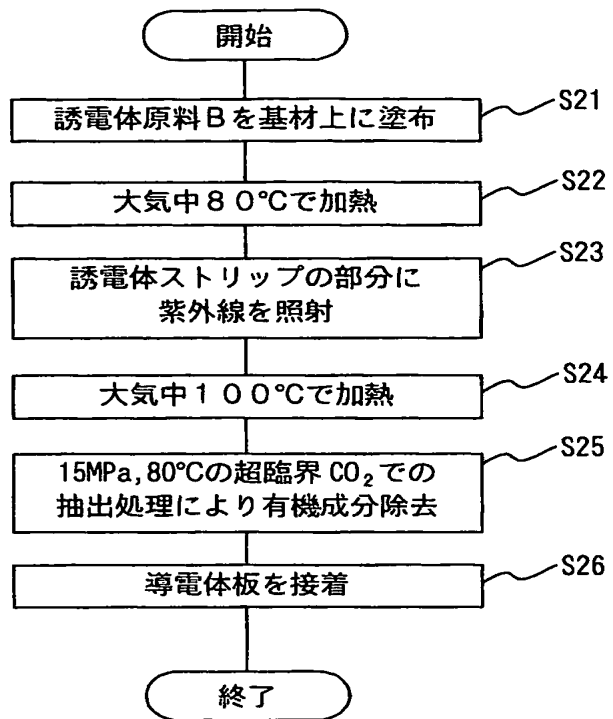 開始
誘電体原料Bを基材上に塗布
S21
大気中80℃で加熱
S22
誘電体ストリップの部分に
紫外線を照射
S23
大気中100℃で加熱
S24
15MPa,80℃の超臨界CO₂での
抽出処理により有機成分除去
S25
導電体板を接着
S26
終了